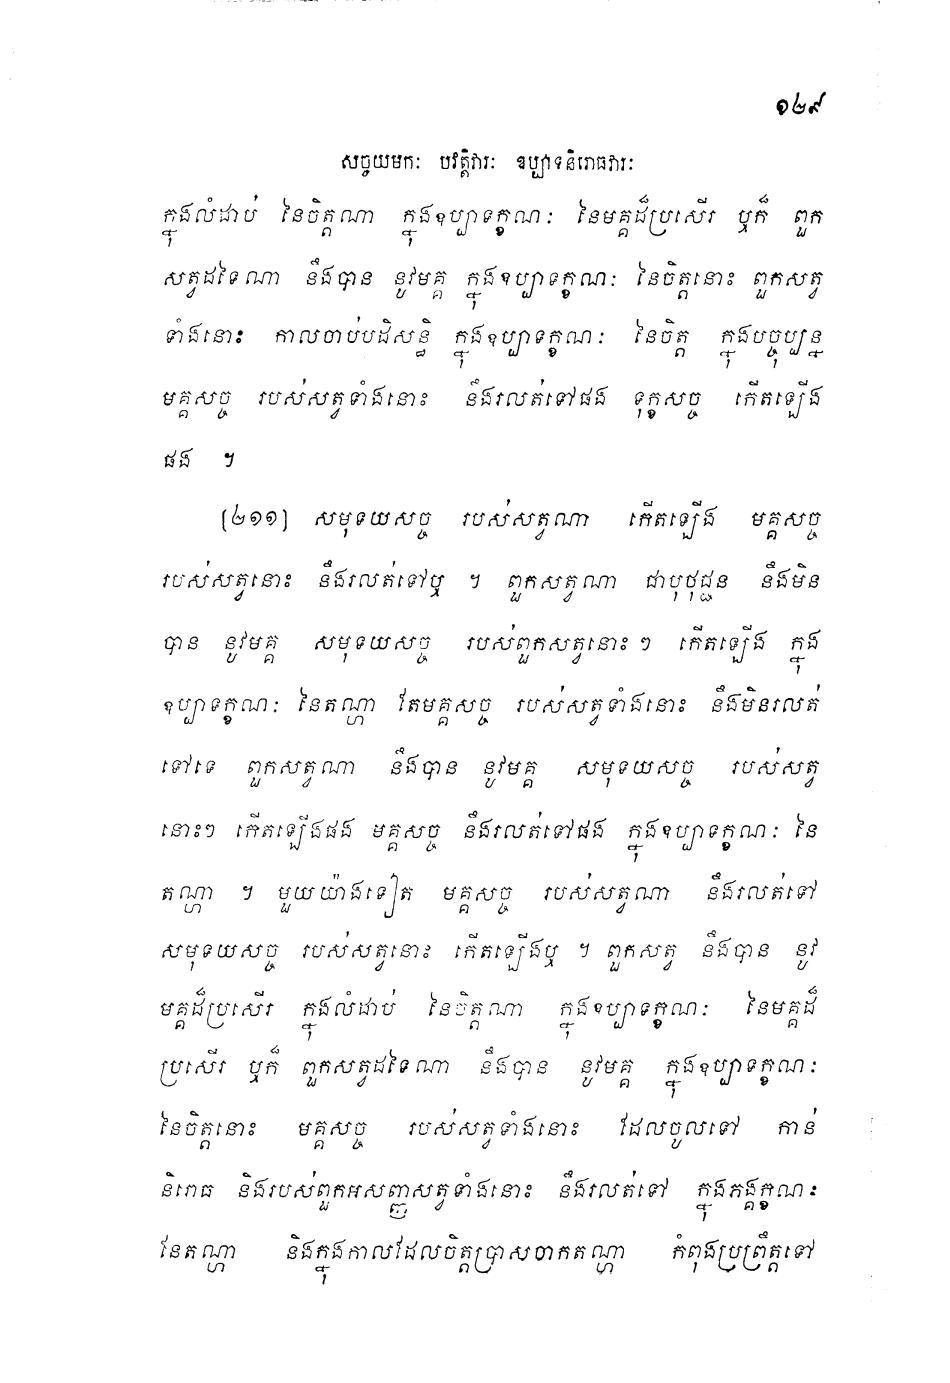 ១២៩
សច្ចយមកៈ បវត្តិវារៈ ឧប្បាទនិរោធវារៈ
ក្នុងលំដាប់ នៃចិត្តណា ក្នុងឧប្បាទក្ខណៈ នៃមគ្គដ៏ប្រសើរ ឬក៏ ពួក
សត្វដទៃណា នឹងបាន នូវមគ្គ ក្នុងឧប្បាទក្ខណៈ នៃចិត្តនោះ ពួកសត្វ
ទាំងនោះ កាលចាប់បដិសន្ធិ ក្នុងឧប្បាទក្ខណៈ នៃចិត្ត ក្នុងបច្ចុប្បន្ន
មគ្គសច្ច របស់សត្វទាំងនោះ នឹងរលត់ទៅផង ទុក្ខសច្ច កើតឡើង
ផង ។
[២១១] សមុទយសច្ច របស់សត្វណា កើតឡើង មគ្គសច្ច
របស់សត្វនោះ នឹងរលត់ទៅឬ ។ ពួកសត្វណា ជាបុថុជ្ជន នឹងមិន
បាន នូវមគ្គ សមុទយសច្ច របស់ពួកសត្វនោះៗ កើតឡើង ក្នុង
ឧប្បាទក្ខណៈ នៃតណ្ហា តែមគ្គសច្ច របស់សត្វទាំងនោះ នឹងមិនរលត់
ទៅទេ ពួកសត្វណា នឹងបាន នូវមគ្គ សមុទយសច្ច របស់សត្វ
នោះៗ កើតឡើងផង មគ្គសច្ច នឹងរលត់ទៅផង ក្នុងឧប្បាទក្ខណៈ នៃ
តណ្ហា ។ មួយយ៉ាងទៀត មគ្គសច្ច របស់សត្វណា នឹងរលត់ទៅ
សមុទយសច្ច របស់សត្វនោះ កើតឡើងឬ ។ ពួកសត្វ នឹងបាន នូវ
មគ្គដ៏ប្រសើរ ក្នុងលំដាប់ នៃចិត្តណា ក្នុងឧប្បាទក្ខណៈ នៃមគ្គដ៏
ប្រសើរ ឬក៏ ពួកសត្វដទៃណា នឹងបាន នូវមគ្គ ក្នុងឧប្បាទក្ខណៈ
នៃចិត្តនោះ មគ្គសច្ច របស់សត្វទាំងនោះ ដែលចូលទៅ កាន់
និរោធ និងរបស់ពួកអសញ្ញសត្វទាំងនោះ នឹងរលត់ទៅ ក្នុងភង្គក្ខណៈ
នៃតណ្ហា និងក្នុងកាលដែលចិត្តប្រាសចាកតណ្ហា កំពុងប្រព្រឹត្តទៅ